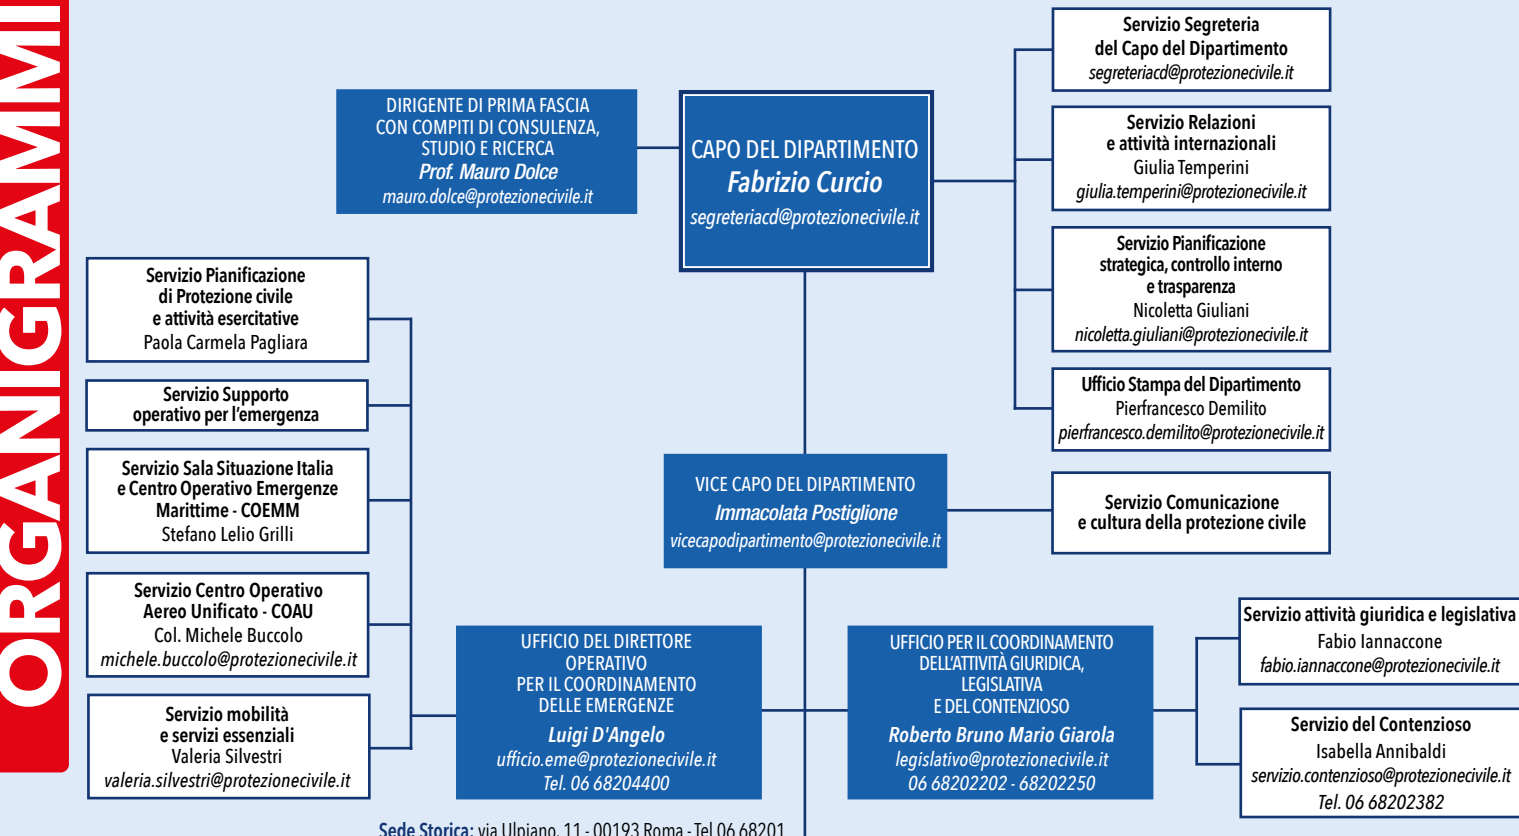 ORGANIGRAMMI
DIRIGENTE DI PRIMA FASCIA
CON COMPITI DI CONSULENZA,
STUDIO E RICERCA
Prof. Mauro Dolce
mauro.dolce@protezionecivile.it
CAPO DEL DIPARTIMENTO
Fabrizio Curcio
segreteriacd@protezionecivile.it
Servizio Segreteria
del Capo del Dipartimento
segreteriacd@protezionecivile.it
Servizio Relazioni
e attività internazionali
Giulia Temperini
giulia.temperini@protezionecivile.it
Servizio Pianificazione
strategica, controllo interno
e trasparenza
Nicoletta Giuliani
nicoletta.giuliani@protezionecivile.it
Ufficio Stampa del Dipartimento
Pierfrancesco Demilito
pierfrancesco.demilito@protezionecivile.it
Servizio Pianificazione
di Protezione civile
e attività esercitative
Paola Carmela Pagliara
Servizio Supporto
operativo per l'emergenza
Servizio Sala Situazione Italia
e Centro Operativo Emergenze
Marittime - COEMM
Stefano Lelio Grilli
Servizio Centro Operativo
Aereo Unificato - COAU
Col. Michele Buccolo
michele.buccolo@protezionecivile.it
Servizio mobilità
e servizi essenziali
Valeria Silvestri
valeria.silvestri@protezionecivile.it
VICE CAPO DEL DIPARTIMENTO
Immacolata Postiglione
vicecapodipartimento@protezionecivile.it
Servizio Comunicazione
e cultura della protezione civile
UFFICIO DEL DIRETTORE
OPERATIVO
PER IL COORDINAMENTO
DELLE EMERGENZE
Luigi D'Angelo
ufficio.eme@protezionecivile.it
Tel. 06 68204400
UFFICIO PER IL COORDINAMENTO
DELL'ATTIVITÀ GIURIDICA,
LEGISLATIVA
E DEL CONTENZIOSO
Roberto Bruno Mario Giarola
legislativo@protezionecivile.it
06 68202202 - 68202250
Servizio attività giuridica e legislativa
Fabio Iannaccone
fabio.iannaccone@protezionecivile.it
Servizio del Contenzioso
Isabella Annibaldi
servizio.contenzioso@protezionecivile.it
Tel. 06 68202382
Sede Storica: via Ulpiano, 11 - 00193 Roma - Tel 06 68201